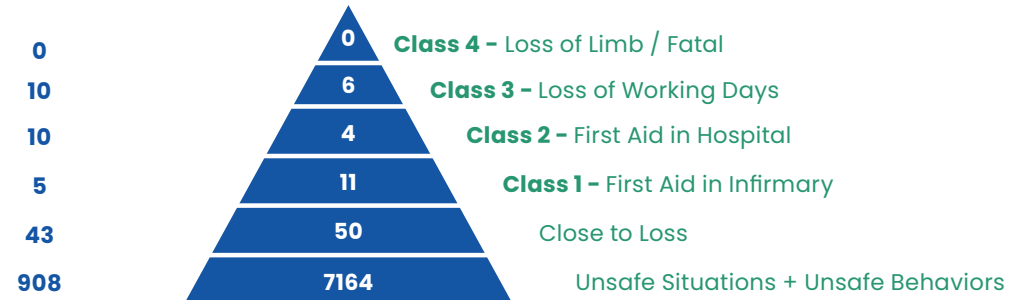 0 0 Class 4 - Loss of Limb / Fatal
10 6 Class 3 - Loss of Working Days
10 4 Class 2 - First Aid in Hospital
5 11 Class 1 - First Aid in Infirmary
43 50 Close to Loss
908 7164 Unsafe Situations + Unsafe Behaviors